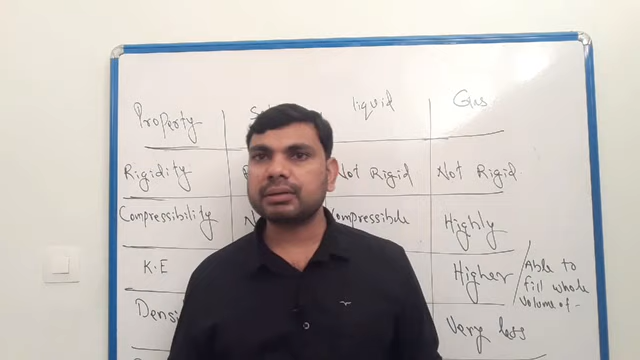 Property liquid Gas
Rigidity Not Rigid Not Rigid
Compressibility Compressible Highly
K.E Higher Able to
fill whole
volume of -
Very less